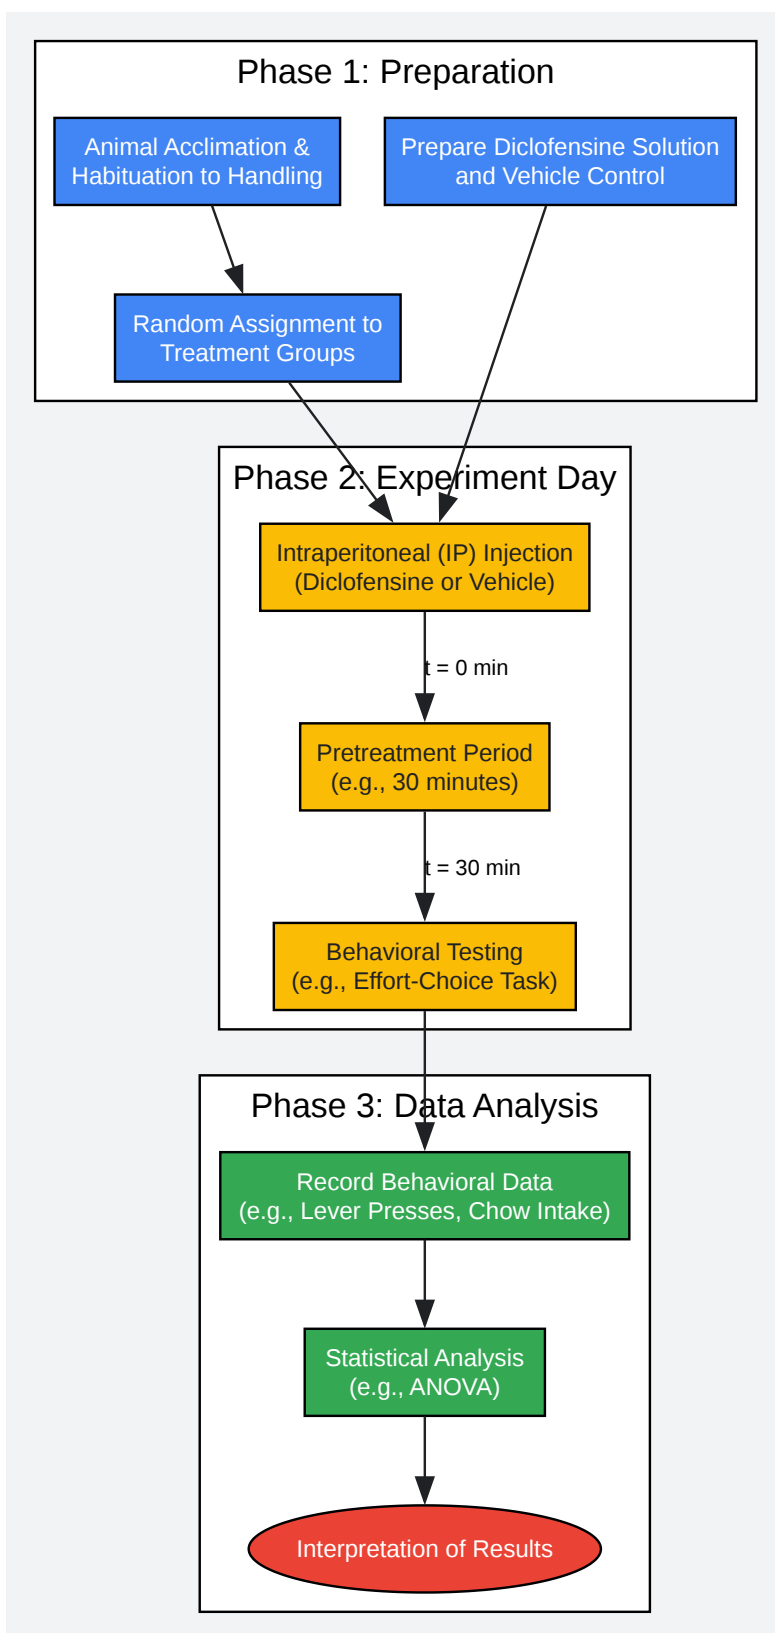 Phase 1: Preparation
Animal Acclimation &
Habituation to Handling
Prepare Diclofensine Solution
and Vehicle Control
Random Assignment to
Treatment Groups
Phase 2: Experiment Day
Intraperitoneal (IP) Injection
(Diclofensine or Vehicle)
t = 0 min
Pretreatment Period
(e.g., 30 minutes)
t = 30 min
Behavioral Testing
(e.g., Effort-Choice Task)
Phase 3: Data Analysis
Record Behavioral Data
(e.g., Lever Presses, Chow Intake)
Statistical Analysis
(e.g., ANOVA)
Interpretation of Results